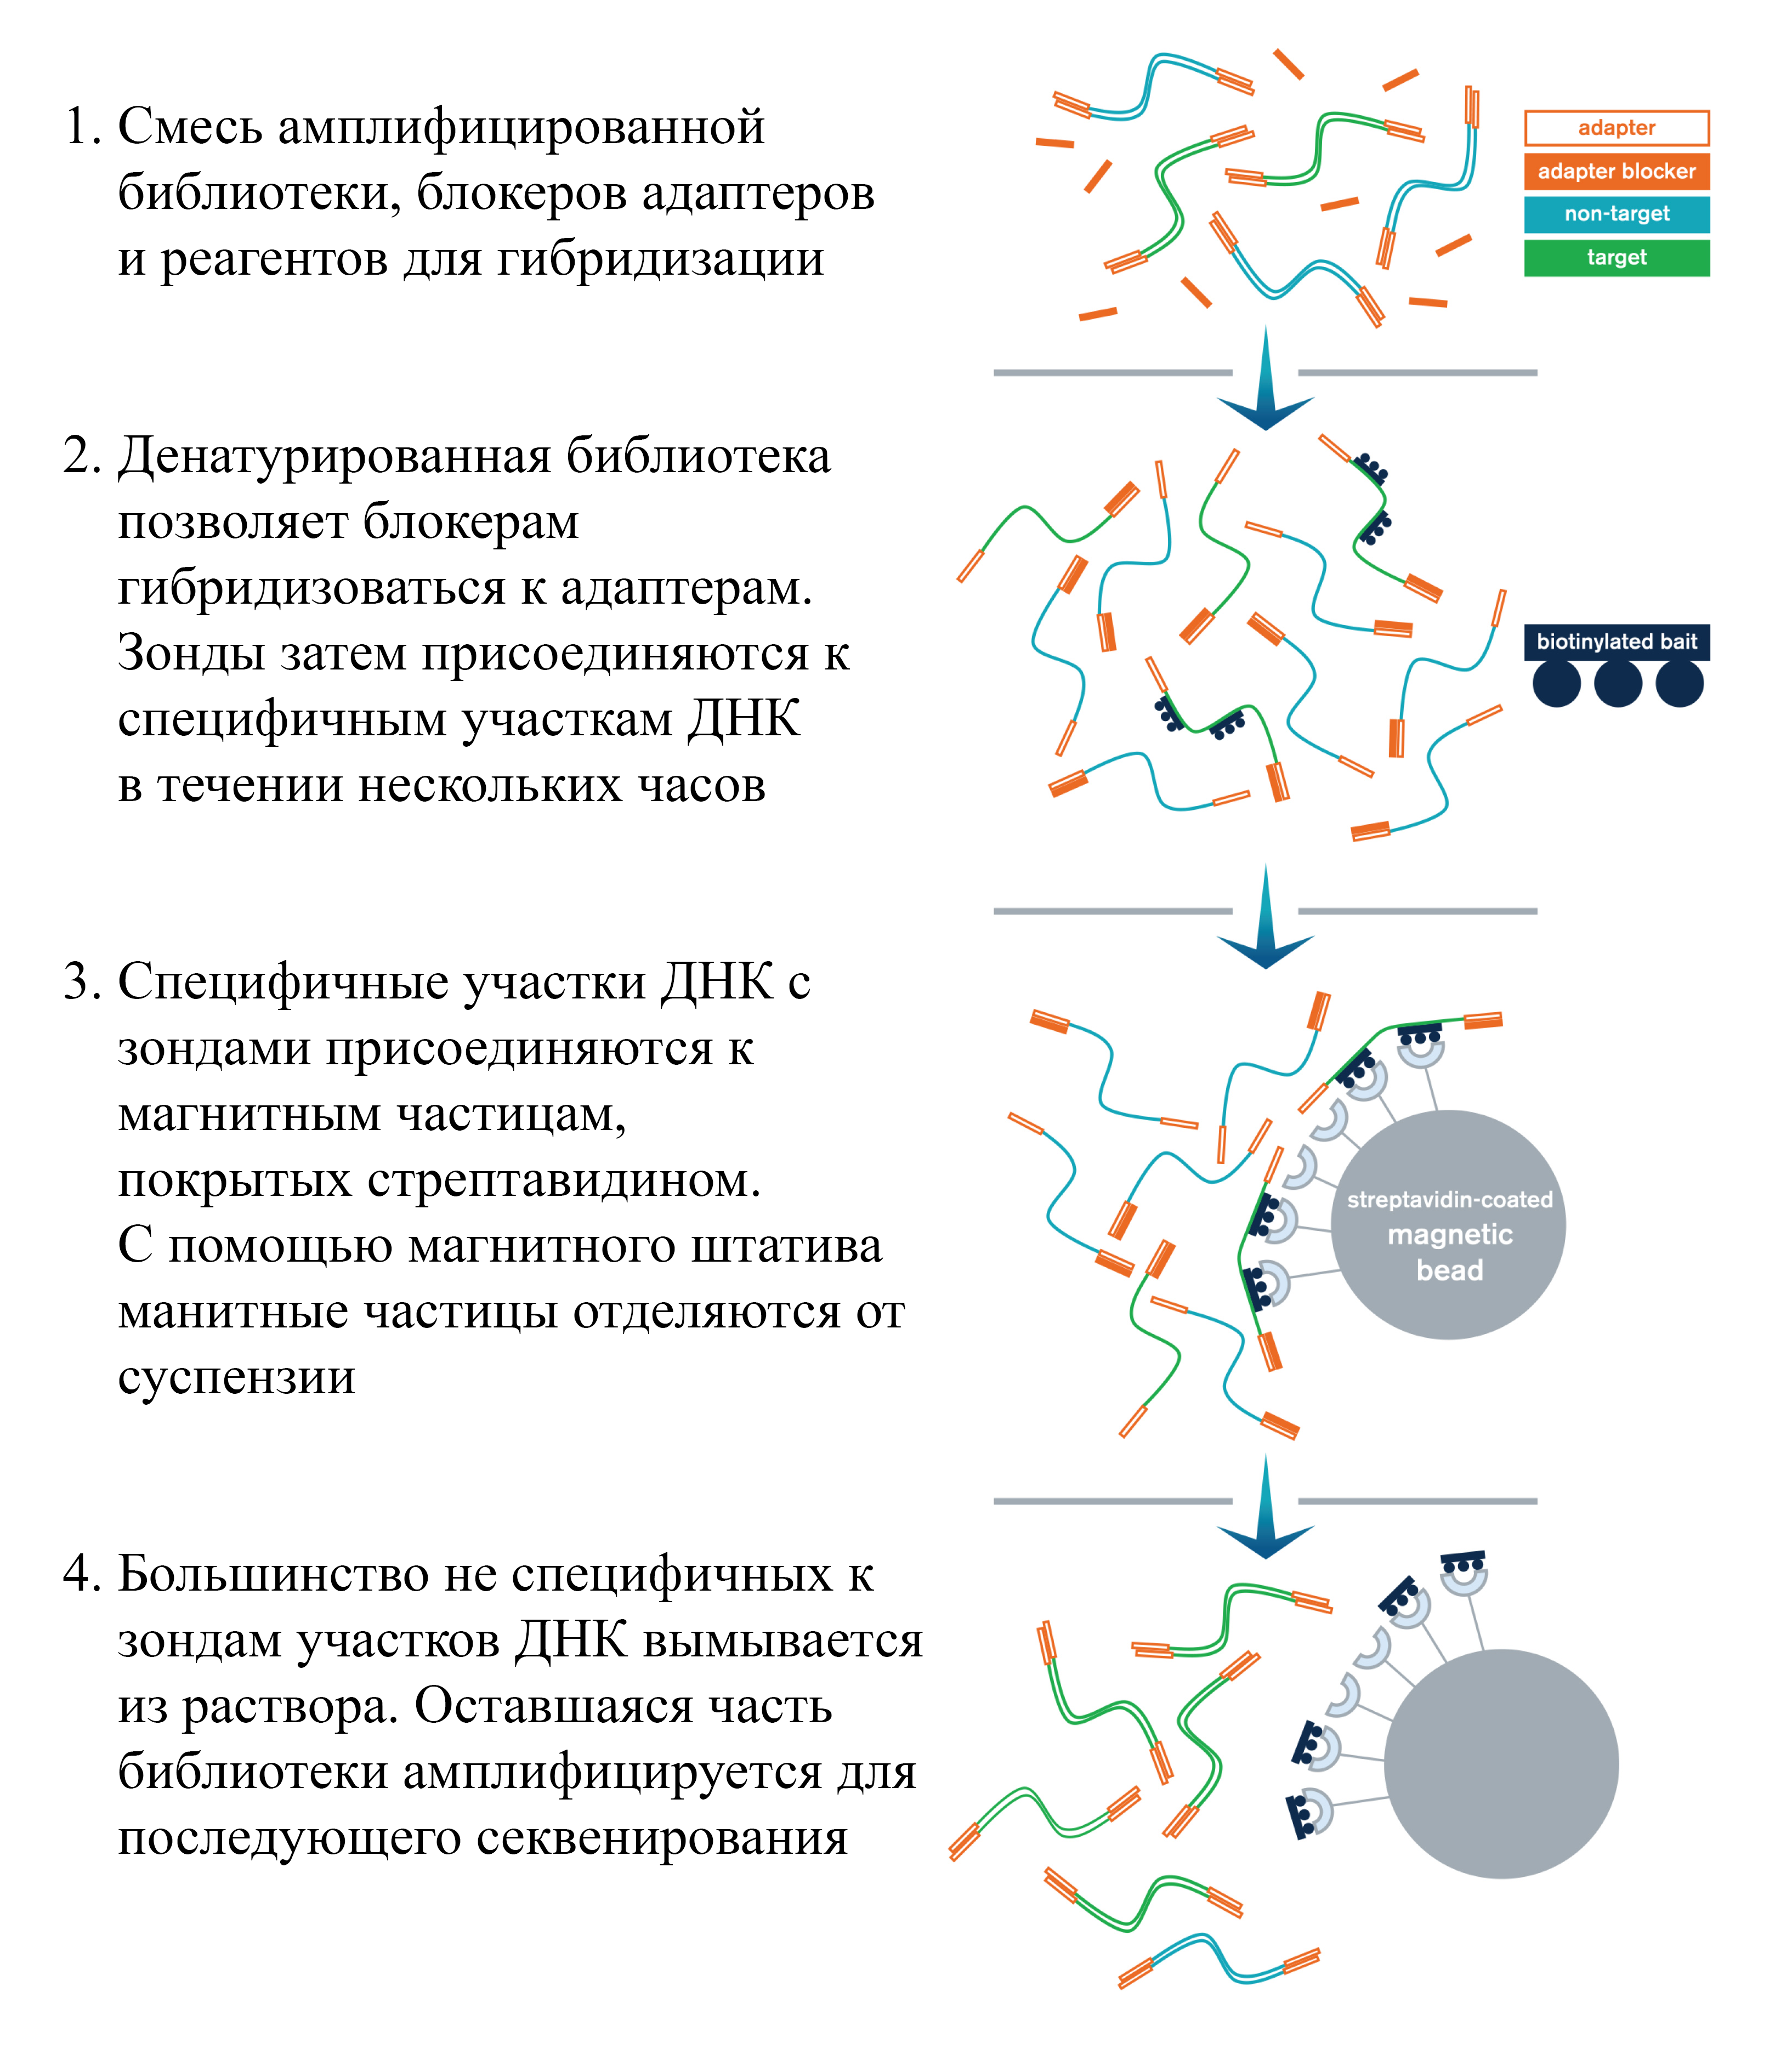 1. Смесь амплифицированной
библиотеки, блокеров адаптеров
и реагентов для гибридизации
adapter
adapter blocker
non-target
target
2. Денатурированная библиотека
позволяет блокерам
гибридизоваться к адаптерам.
Зонды затем присоединяются к
специфичным участкам ДНК
в течении нескольких часов
biotinylated bait
3. Специфичные участки ДНК с
зондами присоединяются к
магнитным частицам,
покрытых стрептавидином.
С помощью магнитного штатива
манитные частицы отделяются от
суспензии
streptavidin-coated
magnetic
bead
4. Большинство не специфичных к
зондам участков ДНК вымывается
из раствора. Оставшаяся часть
библиотеки амплифицируется для
последующего секвенирования